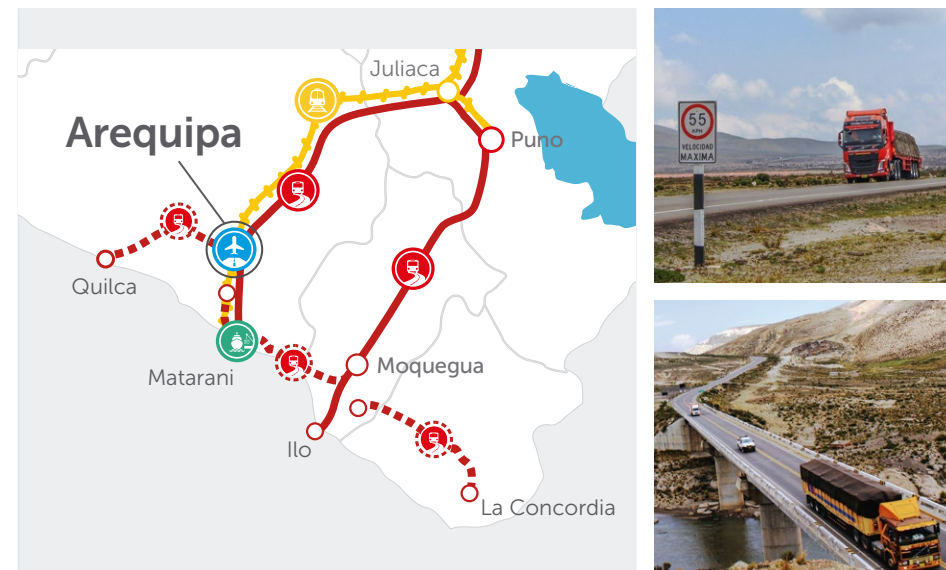 Juliaca
Arequipa
Puno
Quilca
Matarani
Moquegua
Ilo
La Concordia
55
KPH
VELOCIDAD
MAXIMA